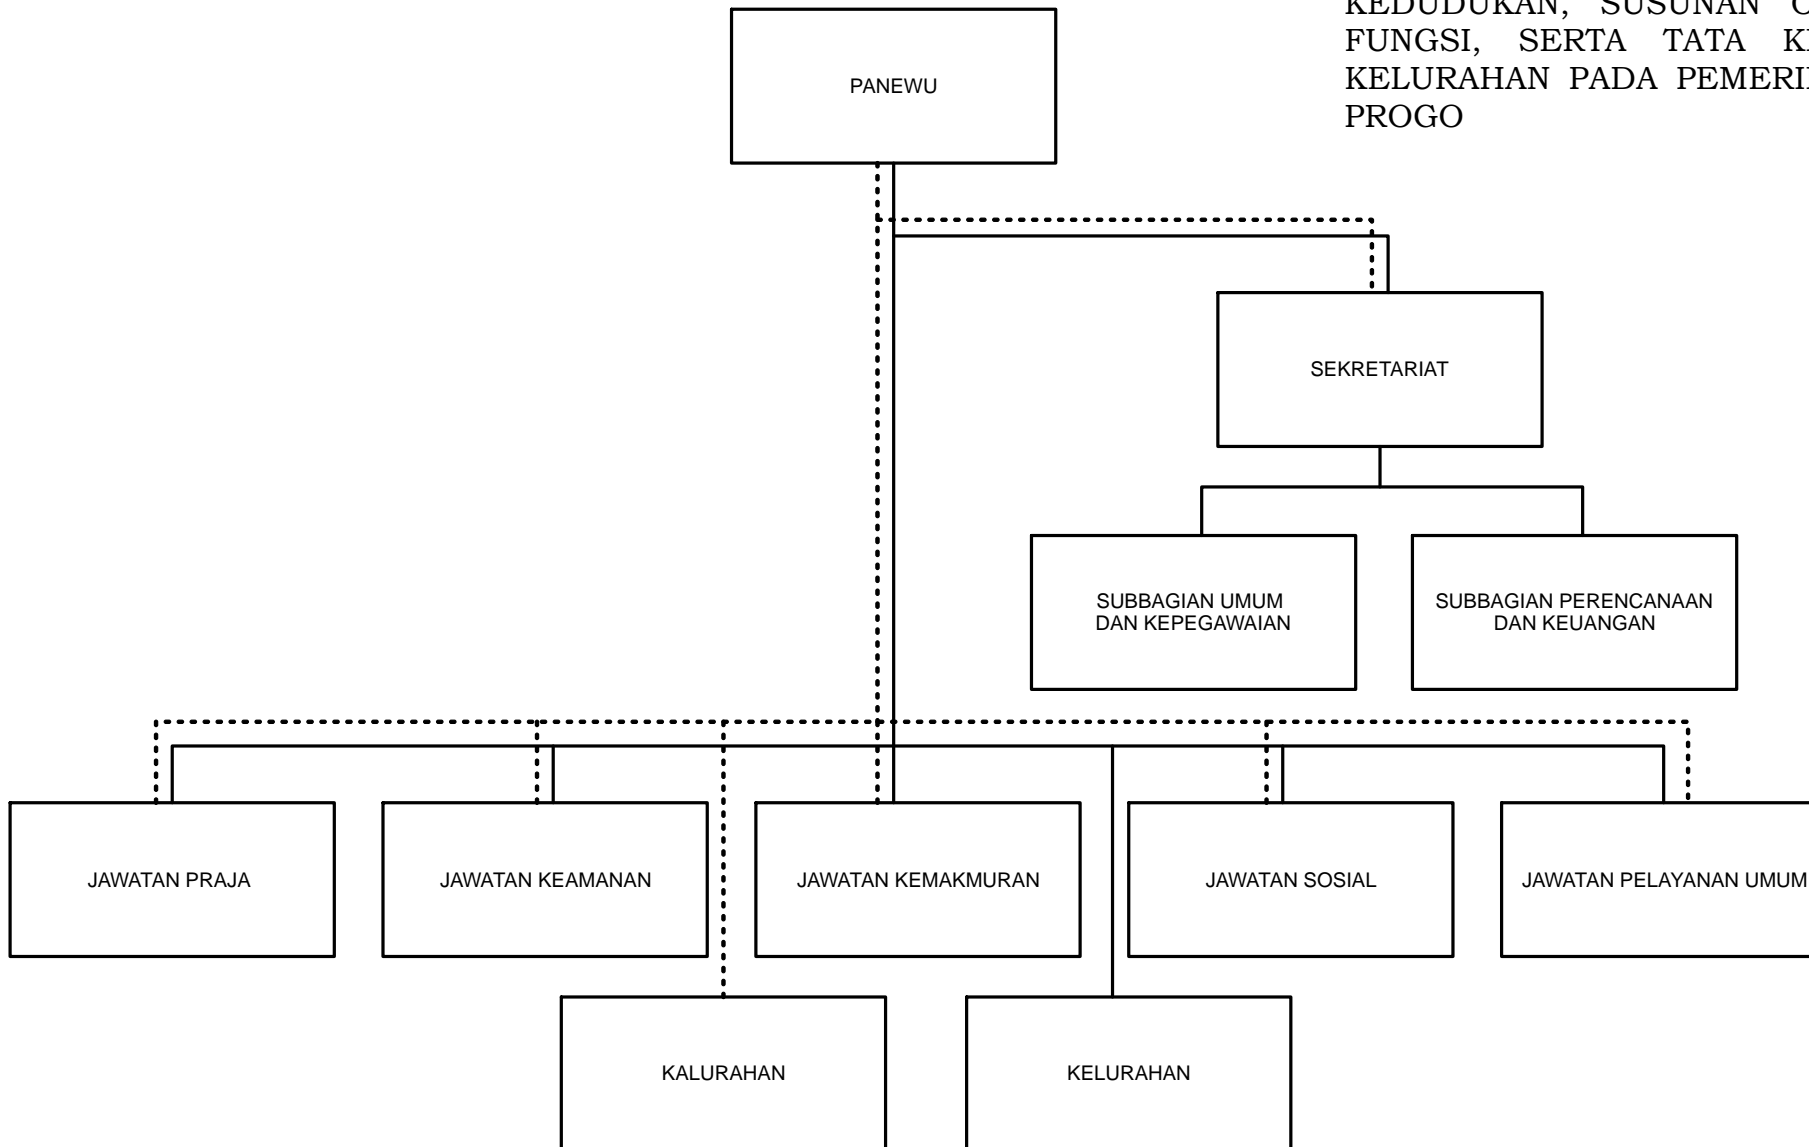 KEDUDUKAN, SUSUNAN
FUNGSI, SERTA TATA
KELURAHAN PADA
PROGO
PANEWU
SEKRETARIAT
SUBBAGIAN UMUM
DAN KEPEGAWAIAN
SUBBAGIAN PERENCANAAN
DAN KEUANGAN
JAWATAN PRAJA
JAWATAN KEAMANAN
JAWATAN KEMAKMURAN
JAWATAN SOSIAL
JAWATAN PELAYANAN UMUM
KALURAHAN
KELURAHAN